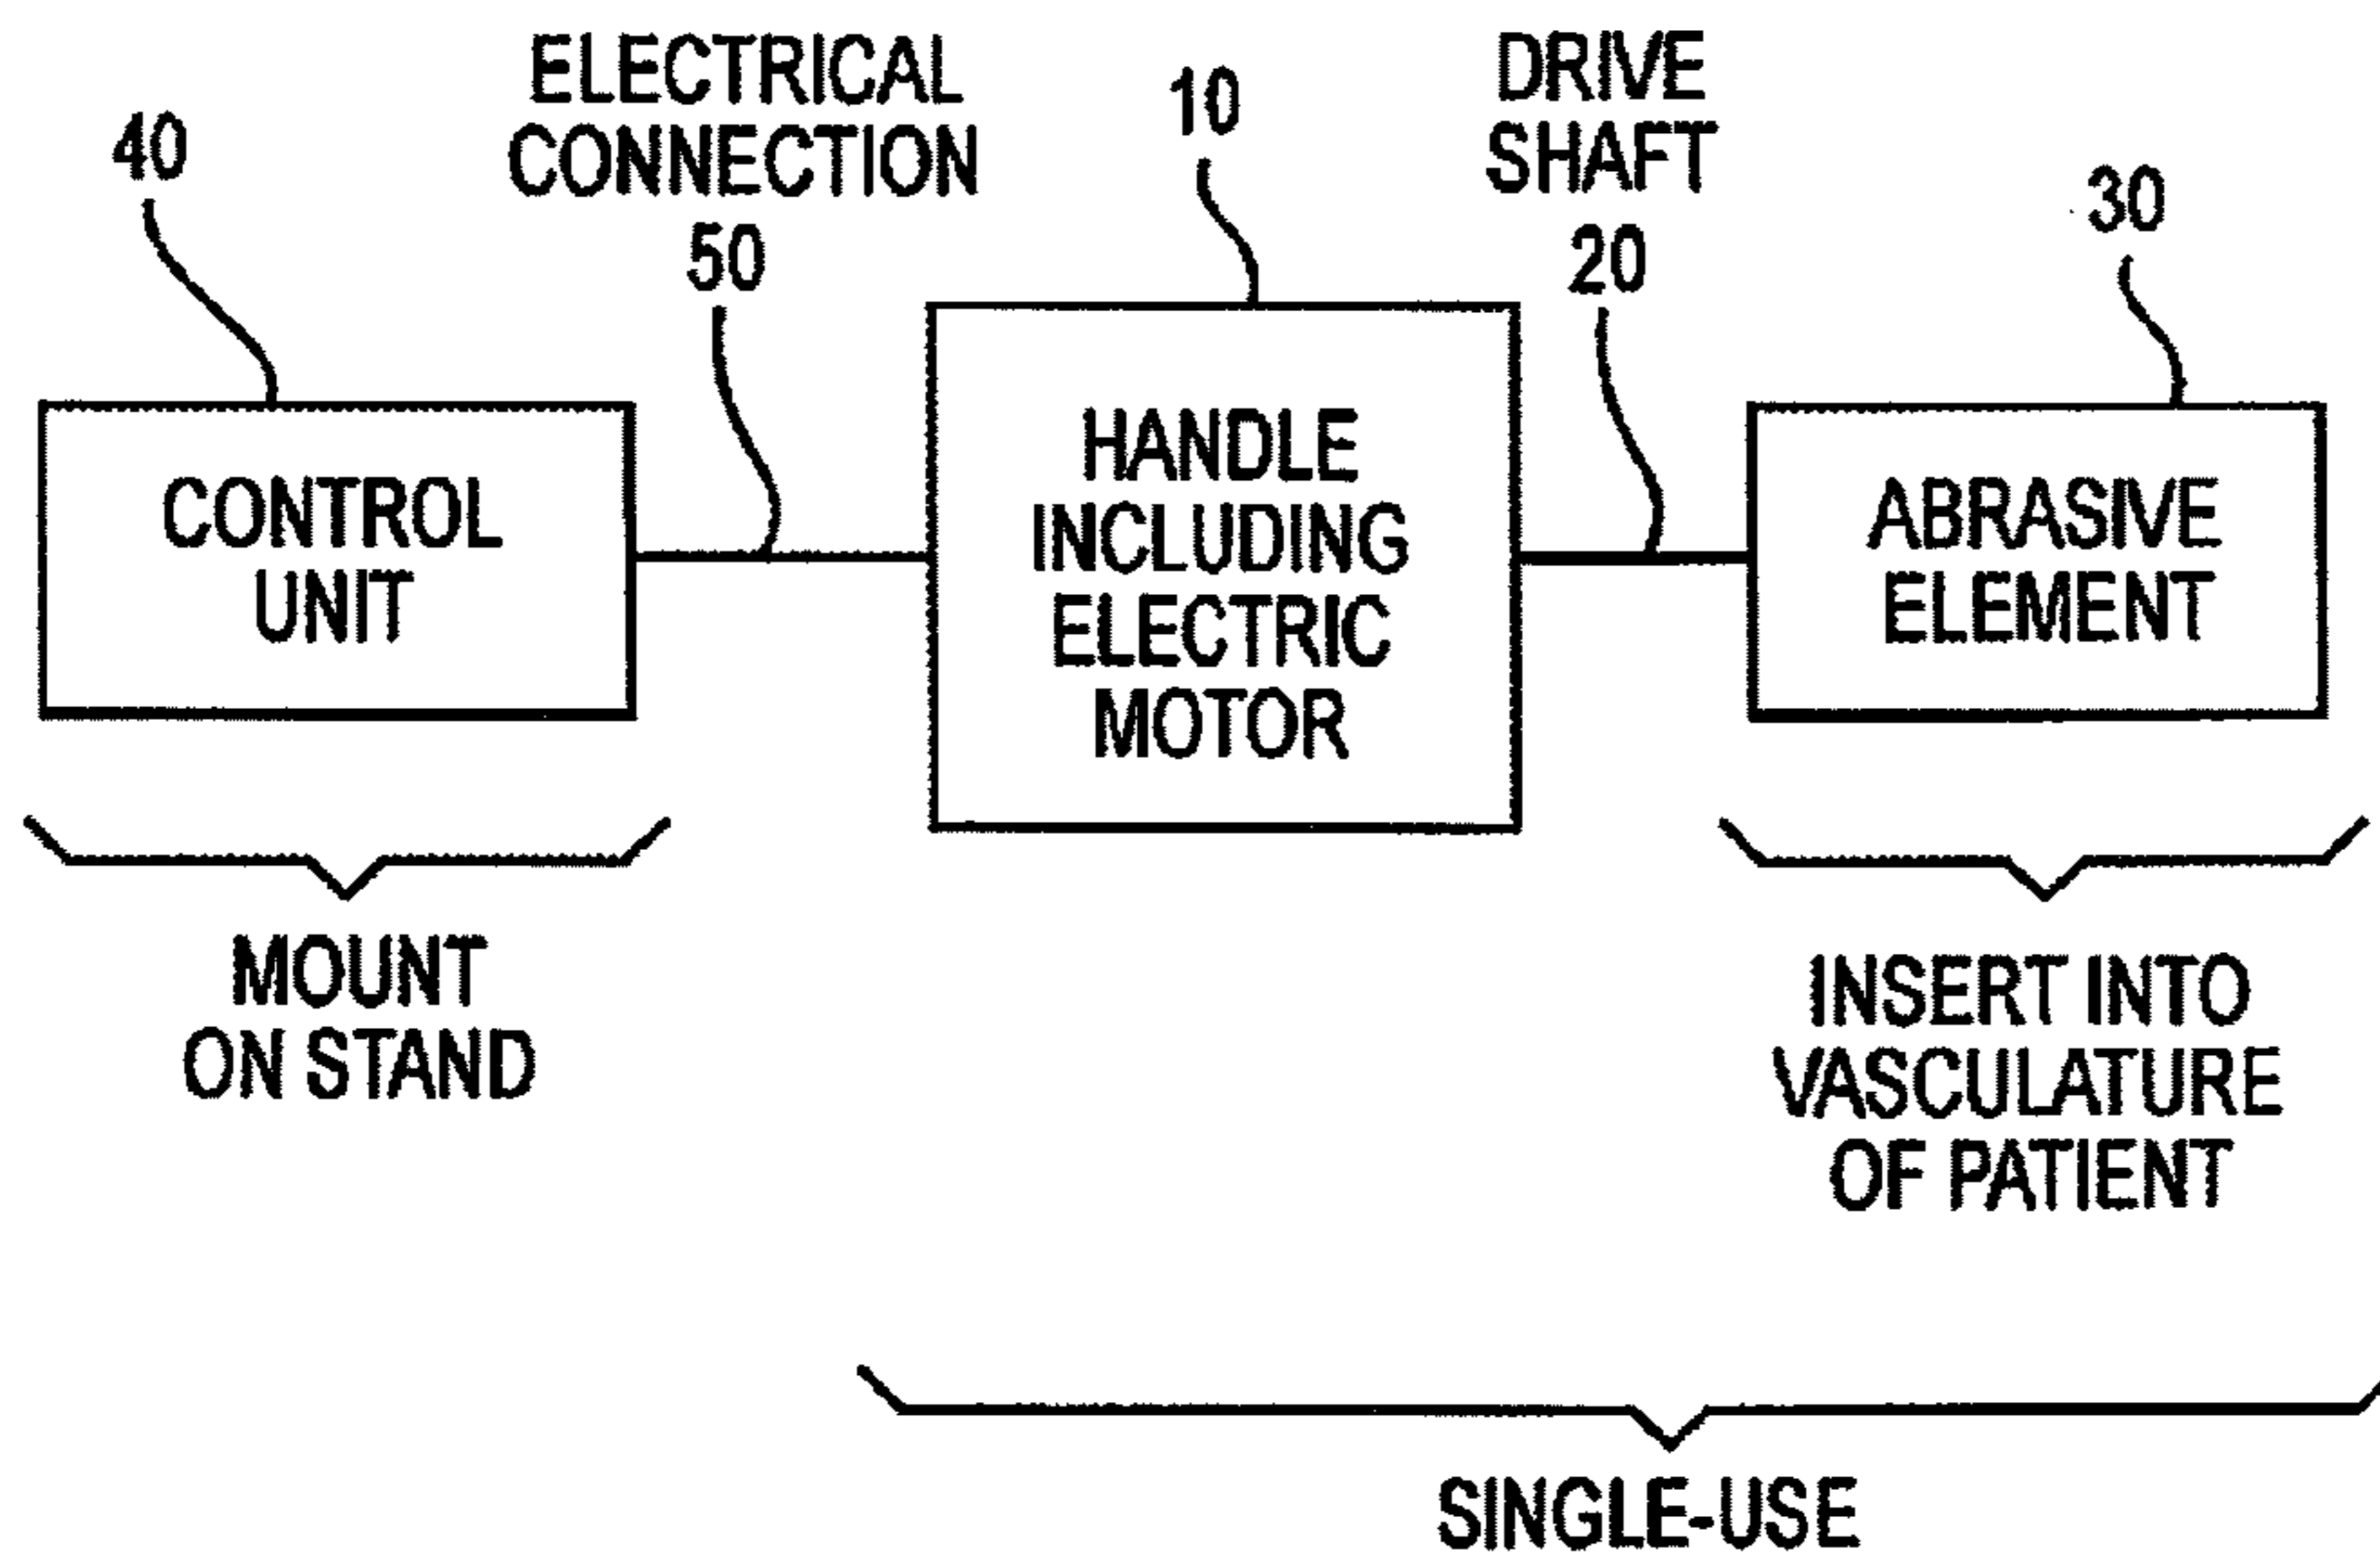 40
ELECTRICAL
CONNECTION
50
10
DRIVE
SHAFT
20
30
CONTROL
UNIT
HANDLE
INCLUDING
ELECTRIC
MOTOR
ABRASIVE
ELEMENT
MOUNT
ON STAND
INSERT INTO
VASCULATURE
OF PATIENT
SINGLE-USE